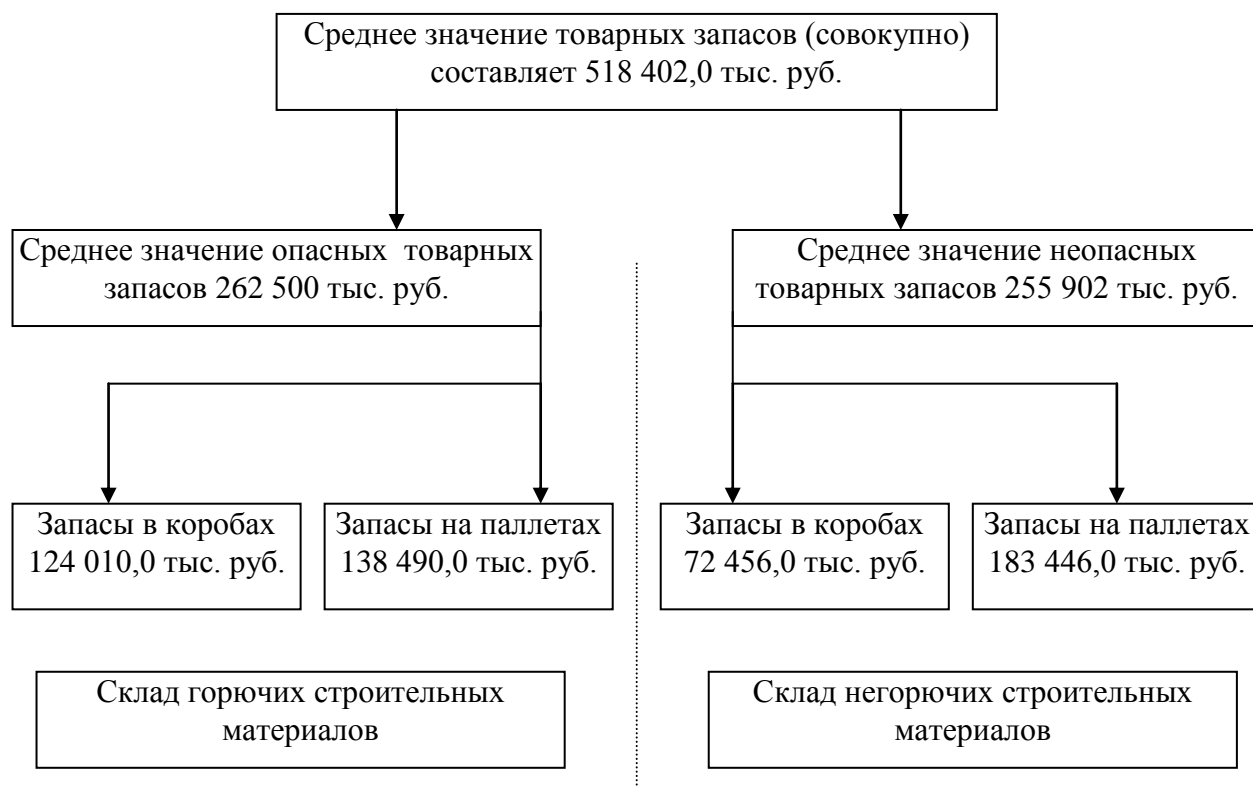 Среднее значение товарных запасов (совокупно)
составляет 518 402,0 тыс. руб.
Среднее значение опасных товарных
запасов 262 500 тыс. руб.
Среднее значение неопасных
товарных запасов 255 902 тыс. руб.
Запасы в коробах
124 010,0 тыс. руб.
Запасы на паллетах
138 490,0 тыс. руб.
Запасы в коробах
72 456,0 тыс. руб.
Запасы на паллетах
183 446,0 тыс. руб.
Склад горючих строительных
материалов
Склад негорючих строительных
материалов